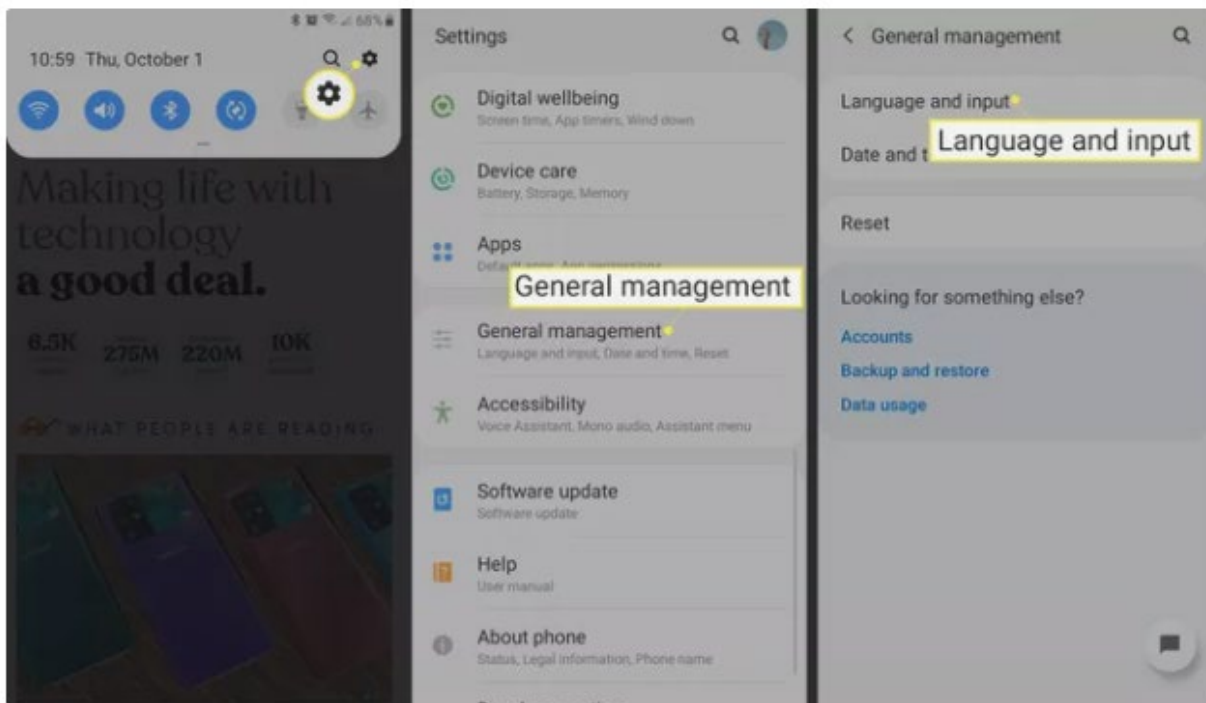 68%
10:59 Thu, October 1
Making life with
technology
a good deal.
6.5K
275M
220M
10K
WHAT PEOPLE ARE READING
Settings
Digital wellbeing
Screen time, App timers, Wind down
Device care
Battery, Storage, Memory
Apps
General management
General management
Language and input, Date and time, Reset
Accessibility
Voice Assistant, Mono audio, Assistant menu
Software update
Software update
Help
User manual
About phone
Status, Legal information, Phone name
General management
Language and input
Language and input
Date and t
Reset
Looking for something else?
Accounts
Backup and restore
Data usage